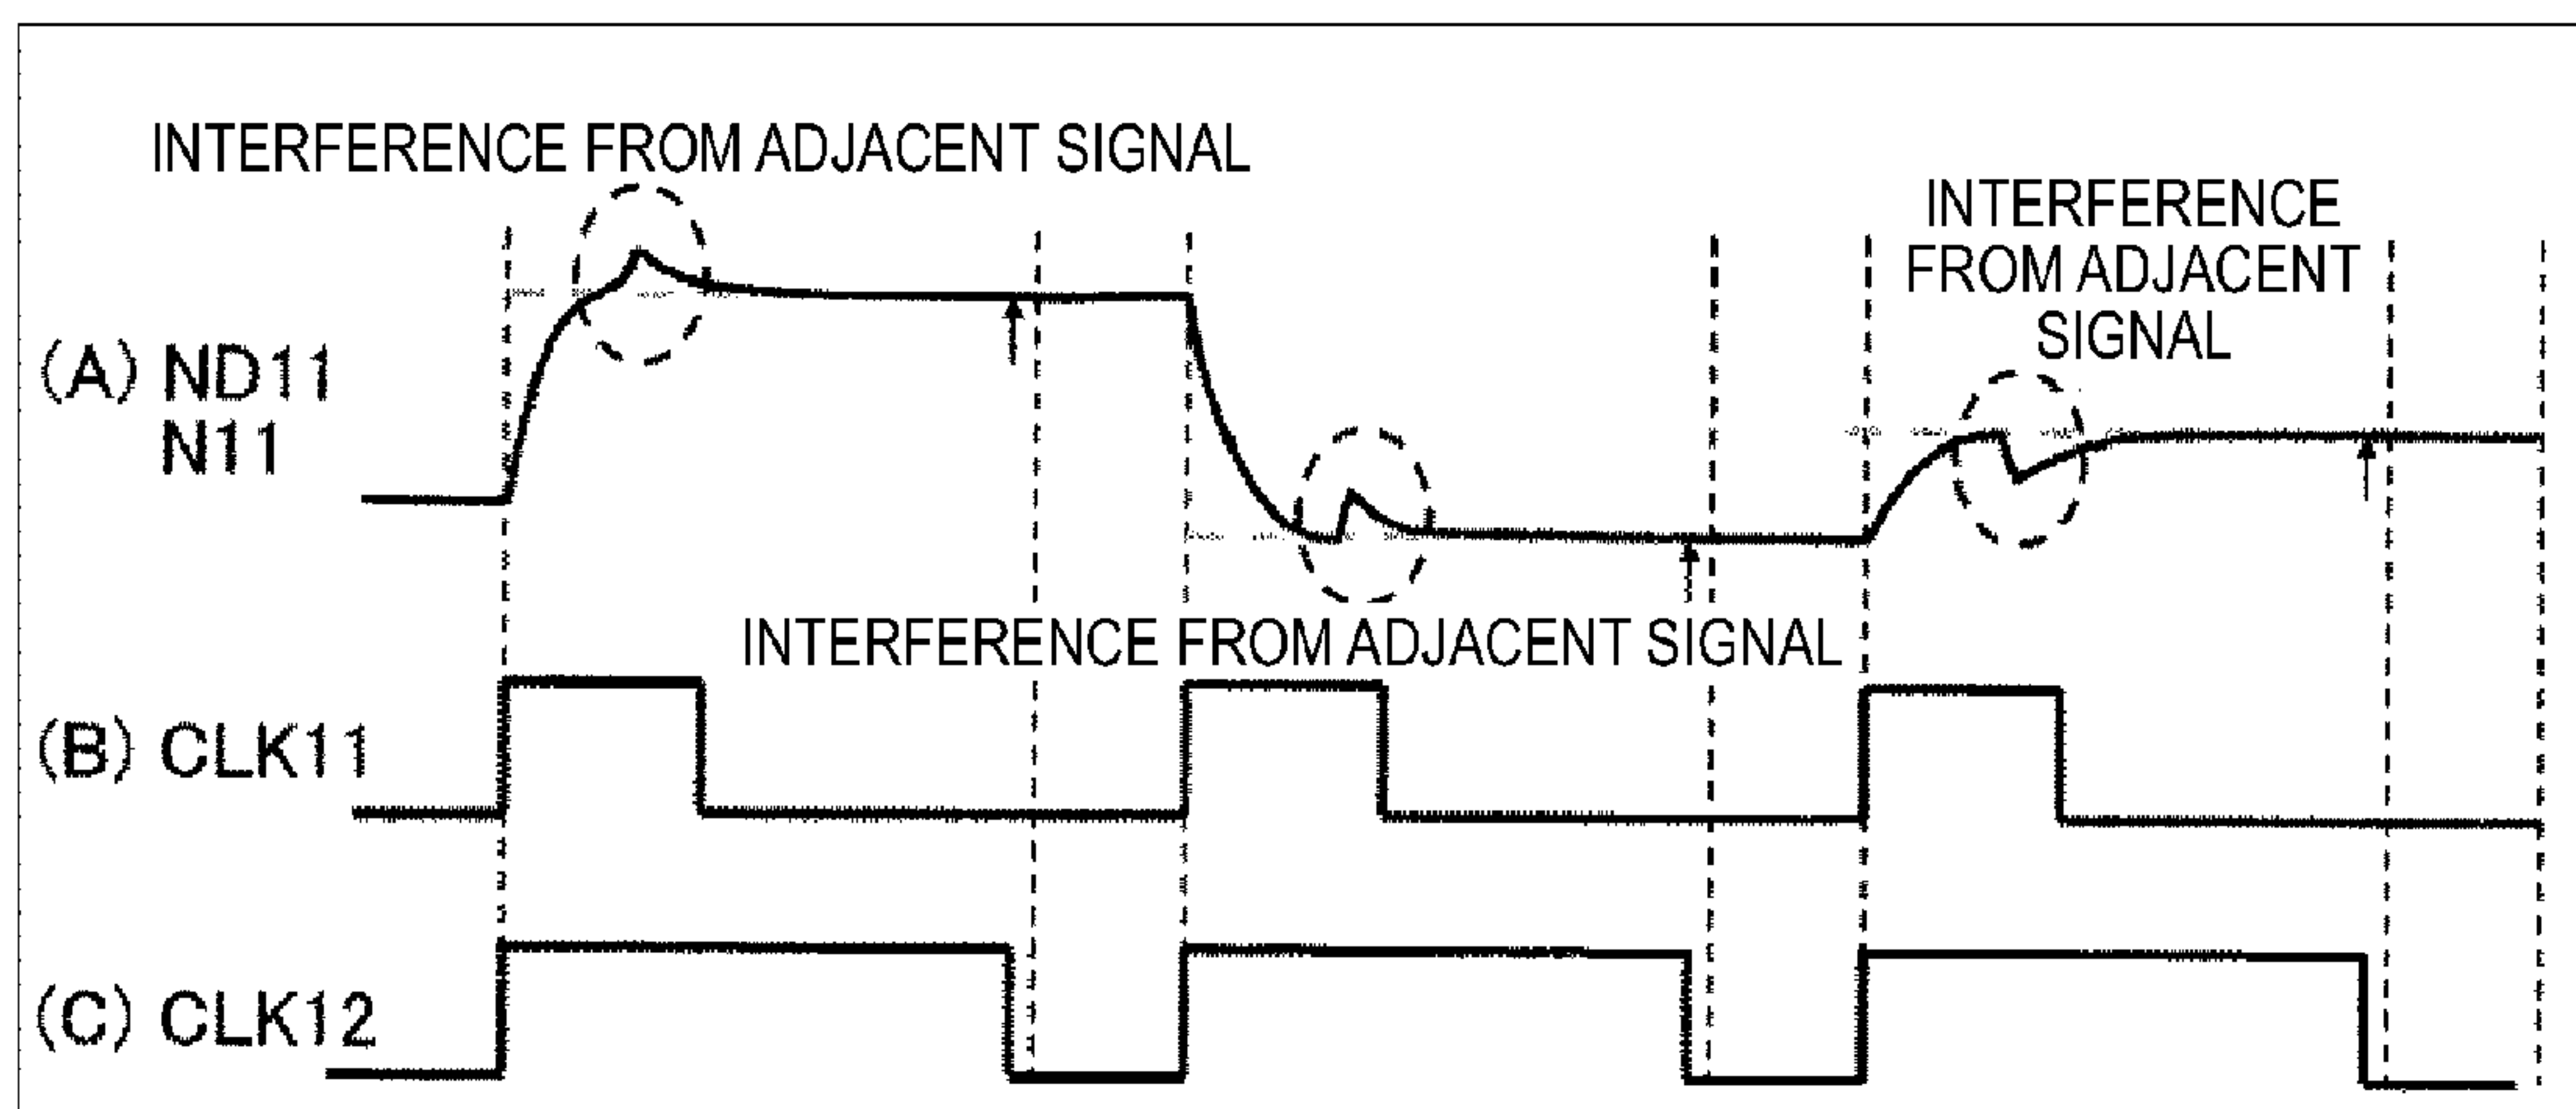 INTERFERENCE FROM ADJACENT SIGNAL
INTERFERENCE
FROM ADJACENT
SIGNAL
(A) ND11
N11
INTERFERENCE FROM ADJACENT SIGNAL
(B) CLK11
(C) CLK12